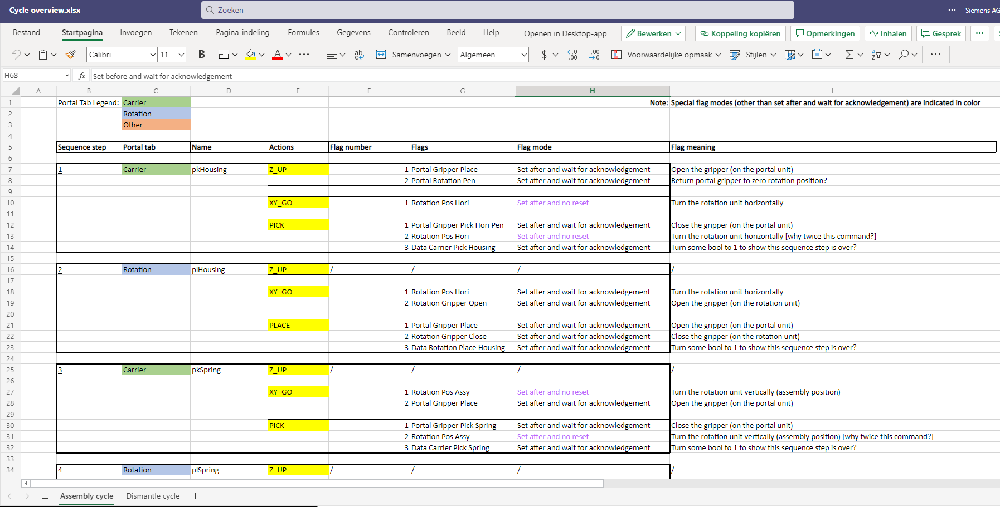 Cycle overview.xlsx Zoeken Siemens AG
Bestand Startpagina Invoegen Tekenen Pagina-indeling Formules Gegevens Controleren Beeld Help Openen in Desktop-app Bewerken Koppeling kopiëren Opmerkingen Inhalen Gesprek
Calibri 11 B A ab Samenvoegen Algemeen $ Voorwaardelijke opmaak Stijlen
H68 fx Set before and wait for acknowledgement
A B C D E F G H I
1 Portal Tab Legend: Carrier Note: Special flag modes (other than set after and wait for acknowledgement) are indicated in color
2 Rotation
3 Other
4
5 Sequence step Portal tab Name Actions Flag number Flags Flag mode Flag meaning
6
7 1 Carrier pkHousing Z_UP 1 Portal Gripper Place Set after and wait for acknowledgement Open the gripper (on the portal unit)
8 2 Portal Rotation Pen Set after and wait for acknowledgement Return portal gripper to zero rotation position?
9
10 XY_GO 1 Rotation Pos Hori Set after and no reset Turn the rotation unit horizontally
11
12 PICK 1 Portal Gripper Pick Hori Pen Set after and wait for acknowledgement Close the gripper (on the portal unit)
13 2 Rotation Pos Hori Set after and no reset Turn the rotation unit horizontally [why twice this command?]
14 3 Data Carrier Pick Housing Set after and wait for acknowledgement Turn some bool to 1 to show this sequence step is over?
15
16 2 Rotation plHousing Z_UP / / / /
17
18 XY_GO 1 Rotation Pos Hori Set after and wait for acknowledgement Turn the rotation unit horizontally
19 2 Rotation Gripper Open Set after and wait for acknowledgement Open the gripper (on the rotation unit)
20
21 PLACE 1 Portal Gripper Place Set after and wait for acknowledgement Open the gripper (on the portal unit)
22 2 Rotation Gripper Close Set after and wait for acknowledgement Close the gripper (on the rotation unit)
23 3 Data Rotation Place Housing Set after and wait for acknowledgement Turn some bool to 1 to show this sequence step is over?
24
25 3 Carrier pkSpring Z_UP / / / /
26
27 XY_GO 1 Rotation Pos Assy Set after and no reset Turn the rotation unit vertically (assembly position)
28 2 Portal Gripper Place Set after and wait for acknowledgement Open the gripper (on the portal unit)
29
30 PICK 1 Portal Gripper Pick Spring Set after and wait for acknowledgement Close the gripper (on the portal unit)
31 2 Rotation Pos Assy Set after and no reset Turn the rotation unit vertically (assembly position) [why twice this command?]
32 3 Data Carrier Pick Spring Set after and wait for acknowledgement Turn some bool to 1 to show this sequence step is over?
33
34 4 Rotation plSpring Z_UP / / / /
Assembly cycle Dismantle cycle